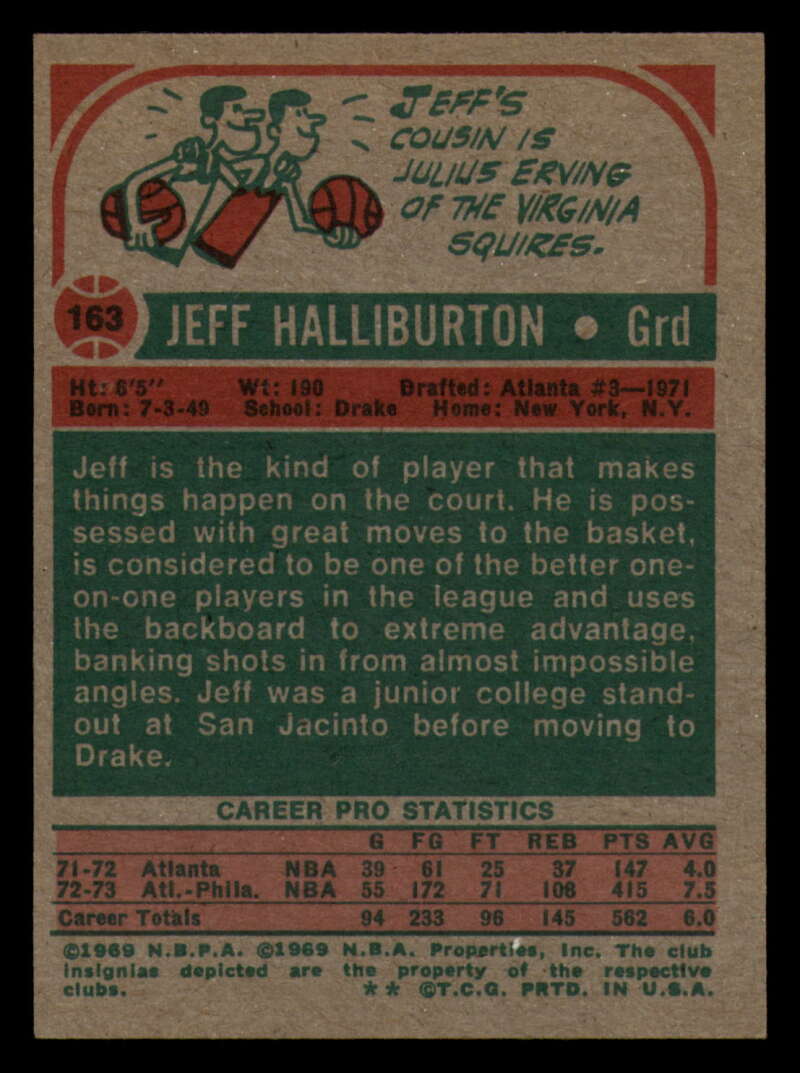 JEFF'S
COUSIN IS
JULIUS ERVING
OF THE VIRGINIA
SQUIRES.
163 JEFF HALLIBURTON • Grd
Ht: 6'5" Wt: 190 Drafted: Atlanta #3—1971
Born: 7-3-49 School: Drake Home: New York, N.Y.
Jeff is the kind of player that makes
things happen on the court. He is pos-
sessed with great moves to the basket,
is considered to be one of the better one-
on-one players in the league and uses
the backboard to extreme advantage,
banking shots in from almost impossible
angles. Jeff was a junior college stand-
out at San Jacinto before moving to
Drake.
CAREER PRO STATISTICS
G FG FT REB PTS AVG
71-72 Atlanta NBA 39 61 25 37 147 4.0
72-73 Atl.-Phila. NBA 55 172 71 108 415 7.5
Career Totals 94 233 96 145 562 6.0
©1969 N.B.P.A. ©1969 N.B.A. Properties, Inc. The club
insignias depicted are the property of the respective
clubs. * * ©T.C.G. PRTD. IN U.S.A.